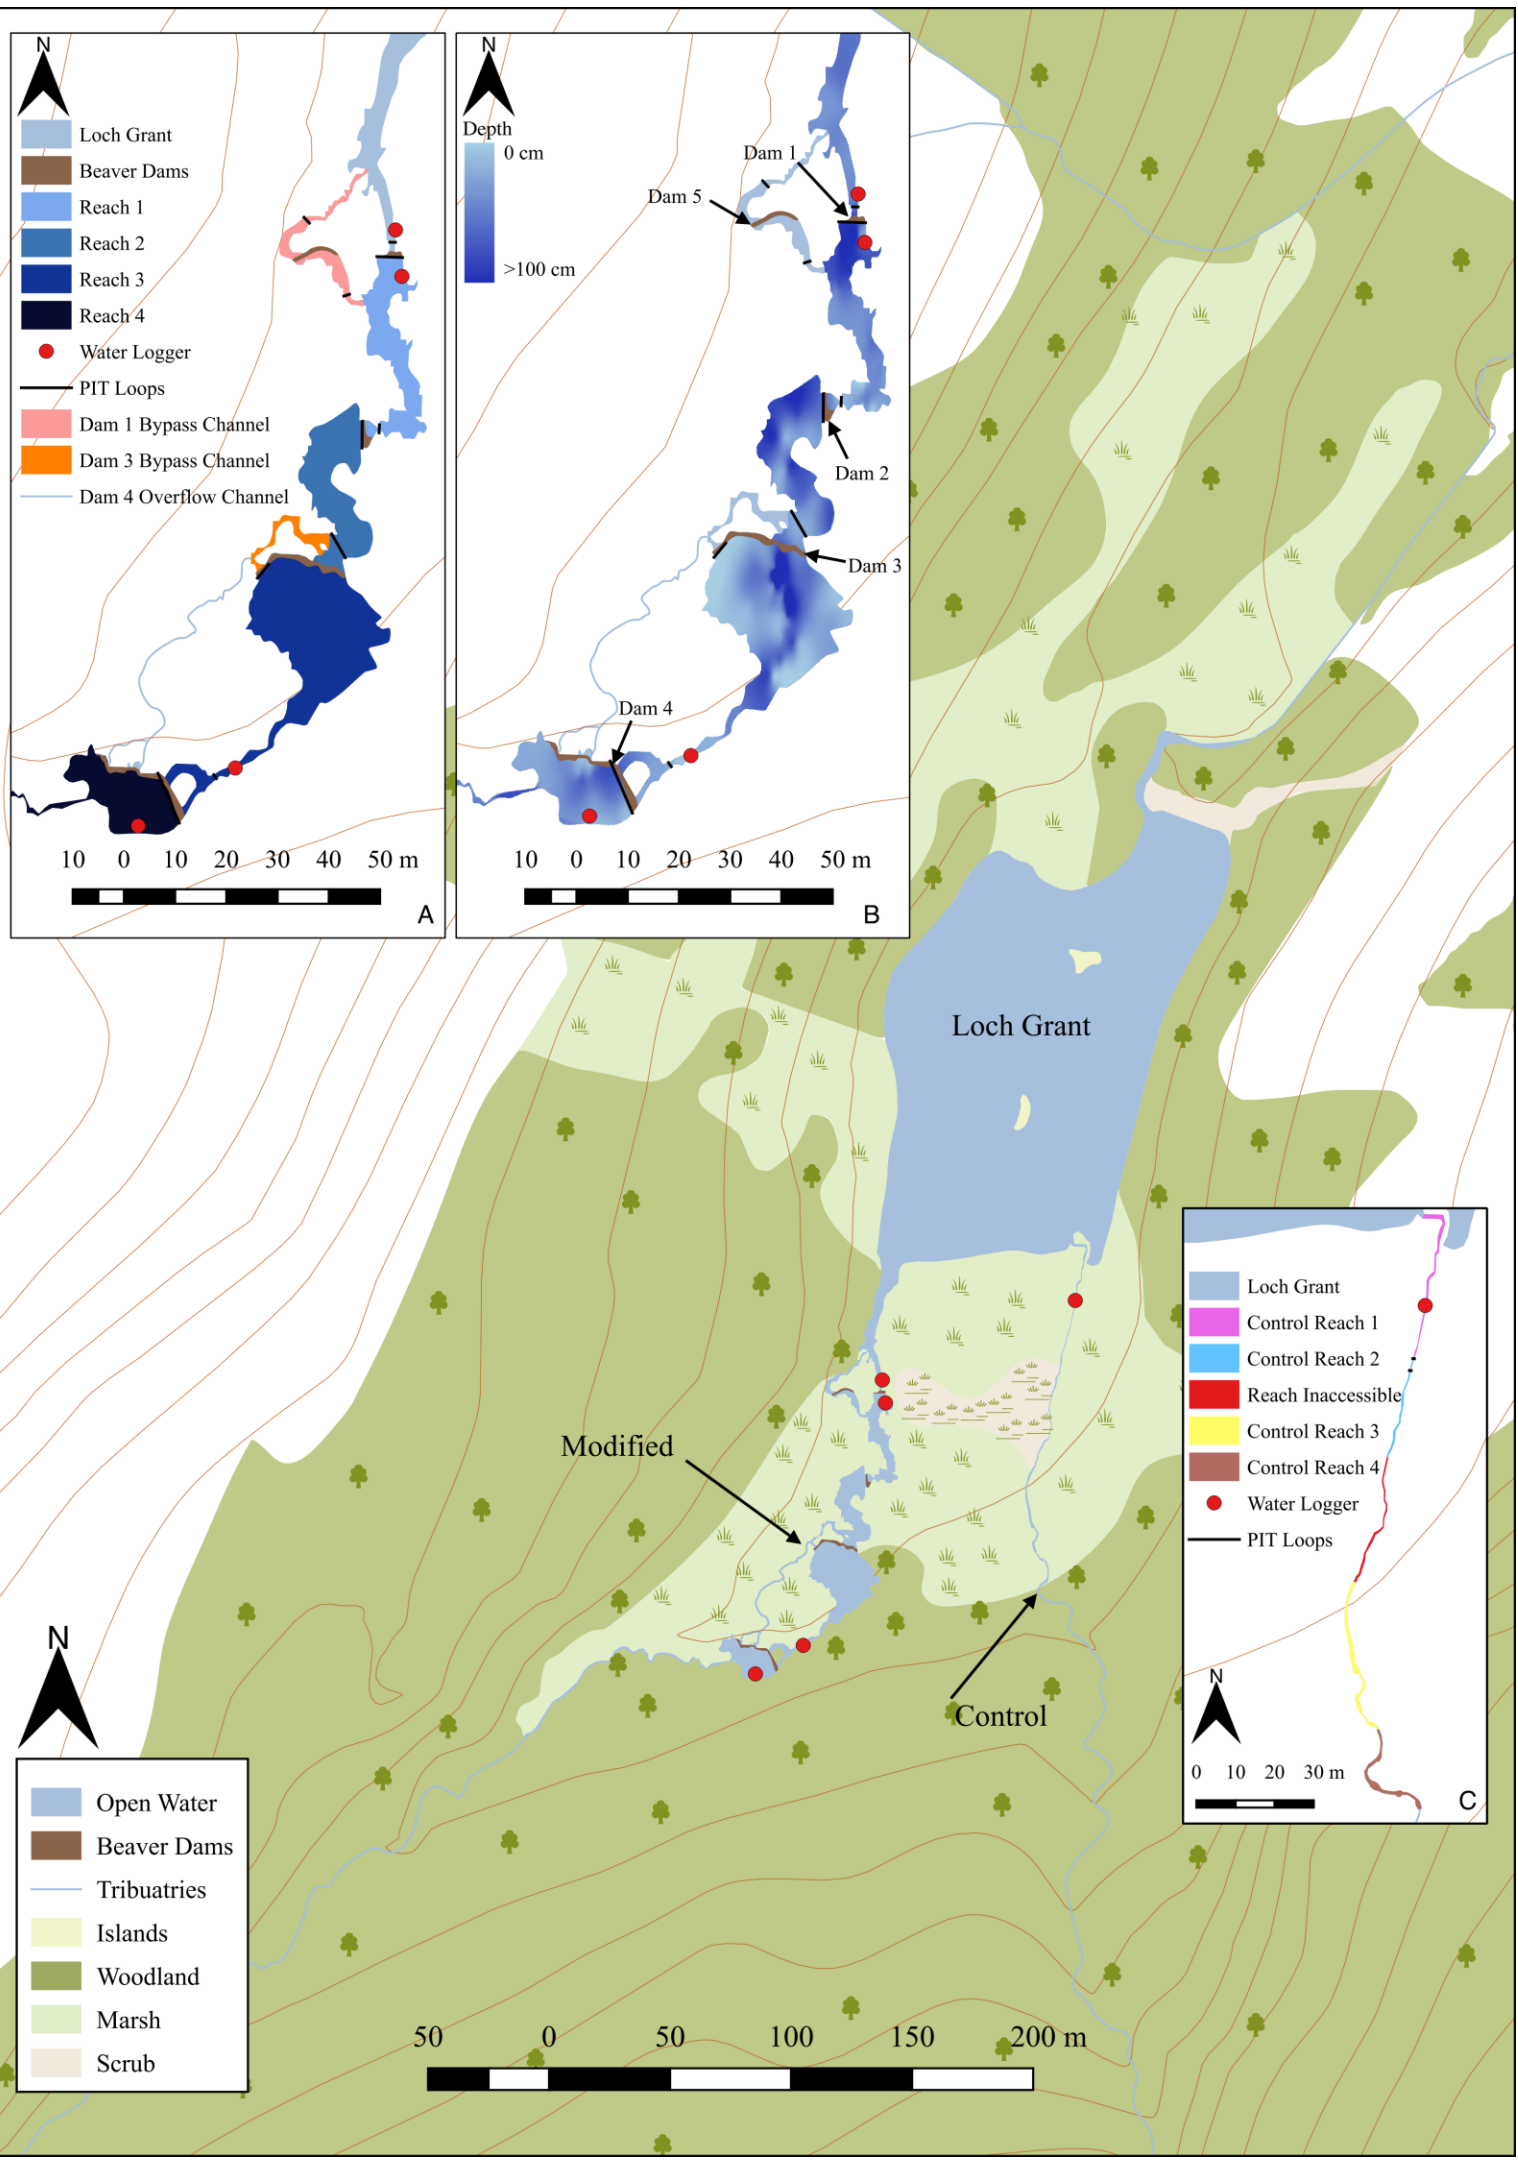 N
Loch Grant
Beaver Dams
Reach 1
Reach 2
Reach 3
Reach 4
Water Logger
PIT Loops
Dam 1 Bypass Channel
Dam 3 Bypass Channel
Dam 4 Overflow Channel
10 0 10 20 30 40 50 m
A
N
Depth
0 cm
>100 cm
Dam 1
Dam 5
Dam 2
Dam 3
Dam 4
10 0 10 20 30 40 50 m
B
Loch Grant
Modified
Control
Loch Grant
Control Reach 1
Control Reach 2
Reach Inaccessible
Control Reach 3
Control Reach 4
Water Logger
PIT Loops
N
0 10 20 30 m
C
N
Open Water
Beaver Dams
Tribuatries
Islands
Woodland
Marsh
Scrub
50 0 50 100 150 200 m